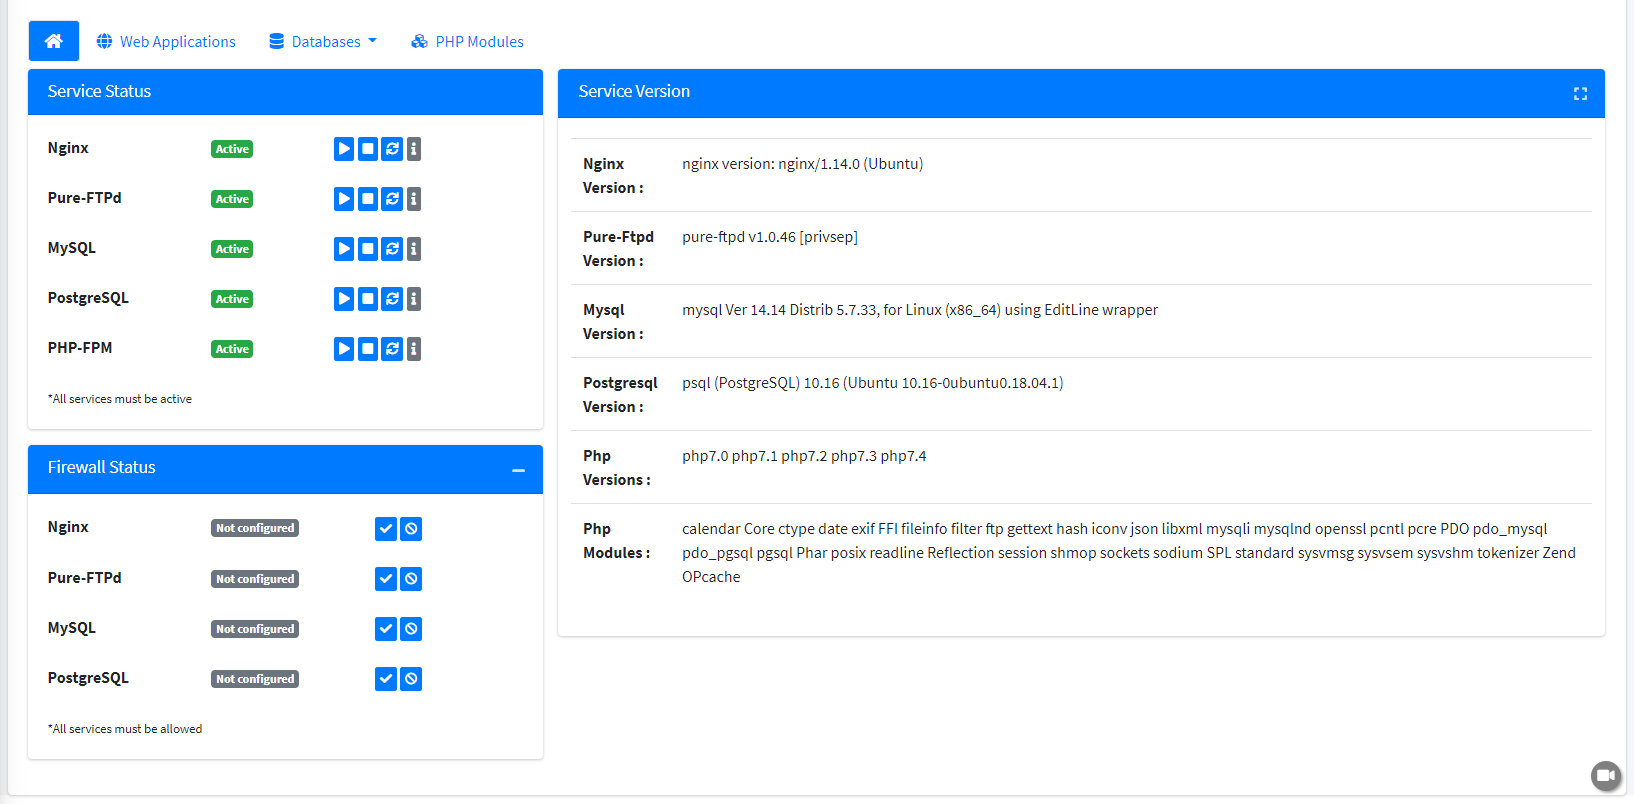 Web Applications
Databases
PHP Modules
Service Status
Nginx
Active
Pure-FTPd
Active
MySQL
Active
PostgreSQL
Active
PHP-FPM
Active
*All services must be active
Firewall Status
Nginx
Not configured
Pure-FTPd
Not configured
MySQL
Not configured
PostgreSQL
Not configured
*All services must be allowed
Service Version
Nginx
Version :
nginx version: nginx/1.14.0 (Ubuntu)
Pure-Ftpd
Version :
pure-ftpd v1.0.46 [privsep]
Mysql
Version :
mysql Ver 14.14 Distrib 5.7.33, for Linux (x86_64) using EditLine wrapper
Postgresql
Version :
psql (PostgreSQL) 10.16 (Ubuntu 10.16-0ubuntu0.18.04.1)
Php
Versions :
php7.0 php7.1 php7.2 php7.3 php7.4
Php
Modules :
calendar Core ctype date exif FFI fileinfo filter ftp gettext hash iconv json libxml mysqli mysqlnd openssl pcntl pcre PDO pdo_mysql
pdo_pgsql pgsql Phar posix readline Reflection session shmop sockets sodium SPL standard sysvmsg sysvsem sysvshm tokenizer Zend
OPcache